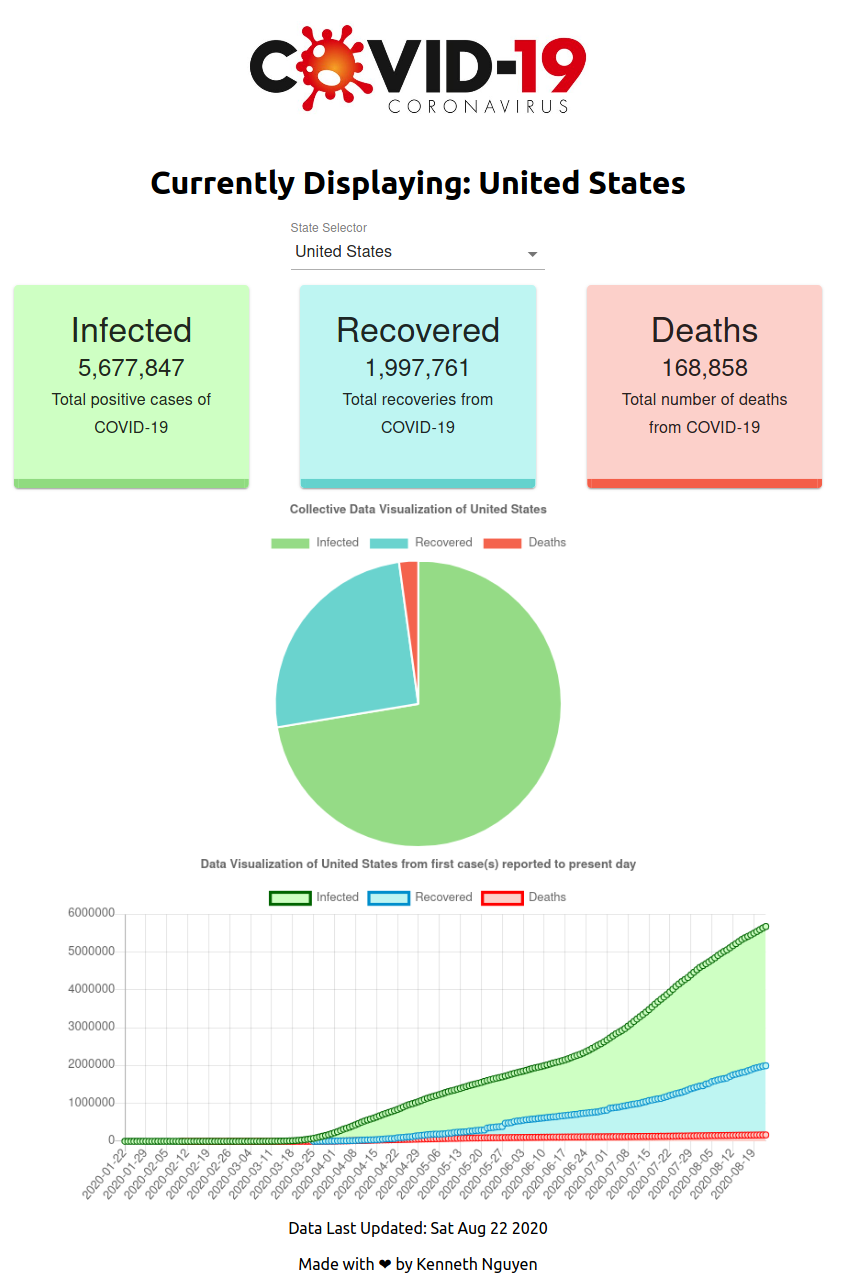 COVID-19
CORONAVIRUS
Currently Displaying: United States
State Selector
United States
Infected
5,677,847
Total positive cases of
COVID-19
Recovered
1,997,761
Total recoveries from
COVID-19
Deaths
168,858
Total number of deaths
from COVID-19
Collective Data Visualization of United States
Infected Recovered Deaths
Data Visualization of United States from first case(s) reported to present day
Infected Recovered Deaths
6000000
5000000
4000000
3000000
2000000
1000000
0
2020-01-22
2020-01-29
2020-02-05
2020-02-12
2020-02-19
2020-02-26
2020-03-04
2020-03-11
2020-03-18
2020-03-25
2020-04-01
2020-04-08
2020-04-15
2020-04-22
2020-04-29
2020-05-06
2020-05-13
2020-05-20
2020-05-27
2020-06-03
2020-06-10
2020-06-17
2020-06-24
2020-07-01
2020-07-08
2020-07-15
2020-07-22
2020-07-29
2020-08-05
2020-08-12
2020-08-19
Data Last Updated: Sat Aug 22 2020
Made with ❤ by Kenneth Nguyen